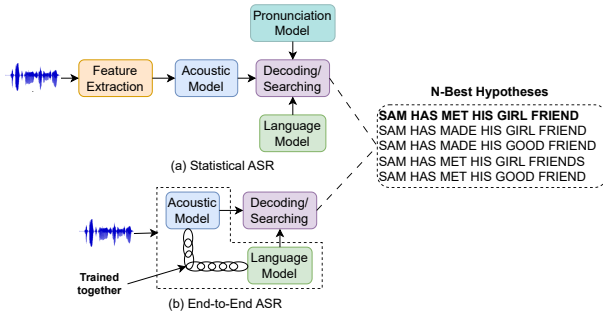 Pronunciation
Model
Feature
Extraction
Acoustic
Model
Decoding/
Searching
Language
Model
(a) Statistical ASR
N-Best Hypotheses
SAM HAS MET HIS GIRL FRIEND
SAM HAS MADE HIS GIRL FRIEND
SAM HAS MADE HIS GOOD FRIEND
SAM HAS MET HIS GIRL FRIENDS
SAM HAS MET HIS GOOD FRIEND
Acoustic
Model
Decoding/
Searching
Language
Model
Trained
together
(b) End-to-End ASR